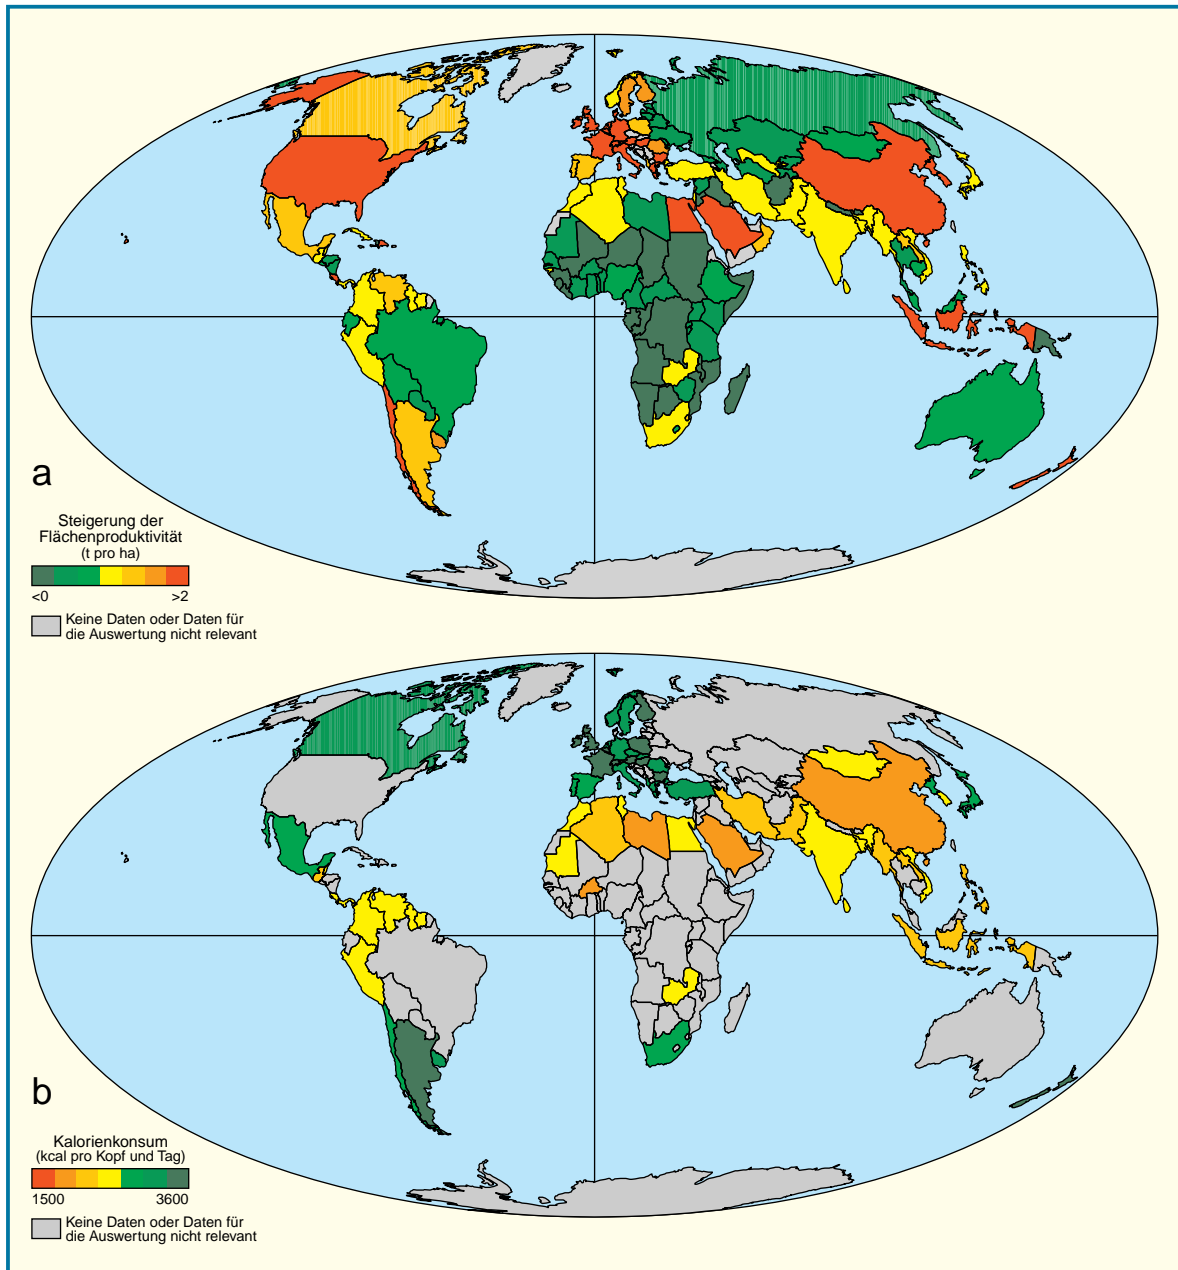 a
Steigerung der
Flächenproduktivität
(t pro ha)
<0 >2
Keine Daten oder Daten für
die Auswertung nicht relevant
b
Kalorienkonsum
(kcal pro Kopf und Tag)
1500 3600
Keine Daten oder Daten für
die Auswertung nicht relevant